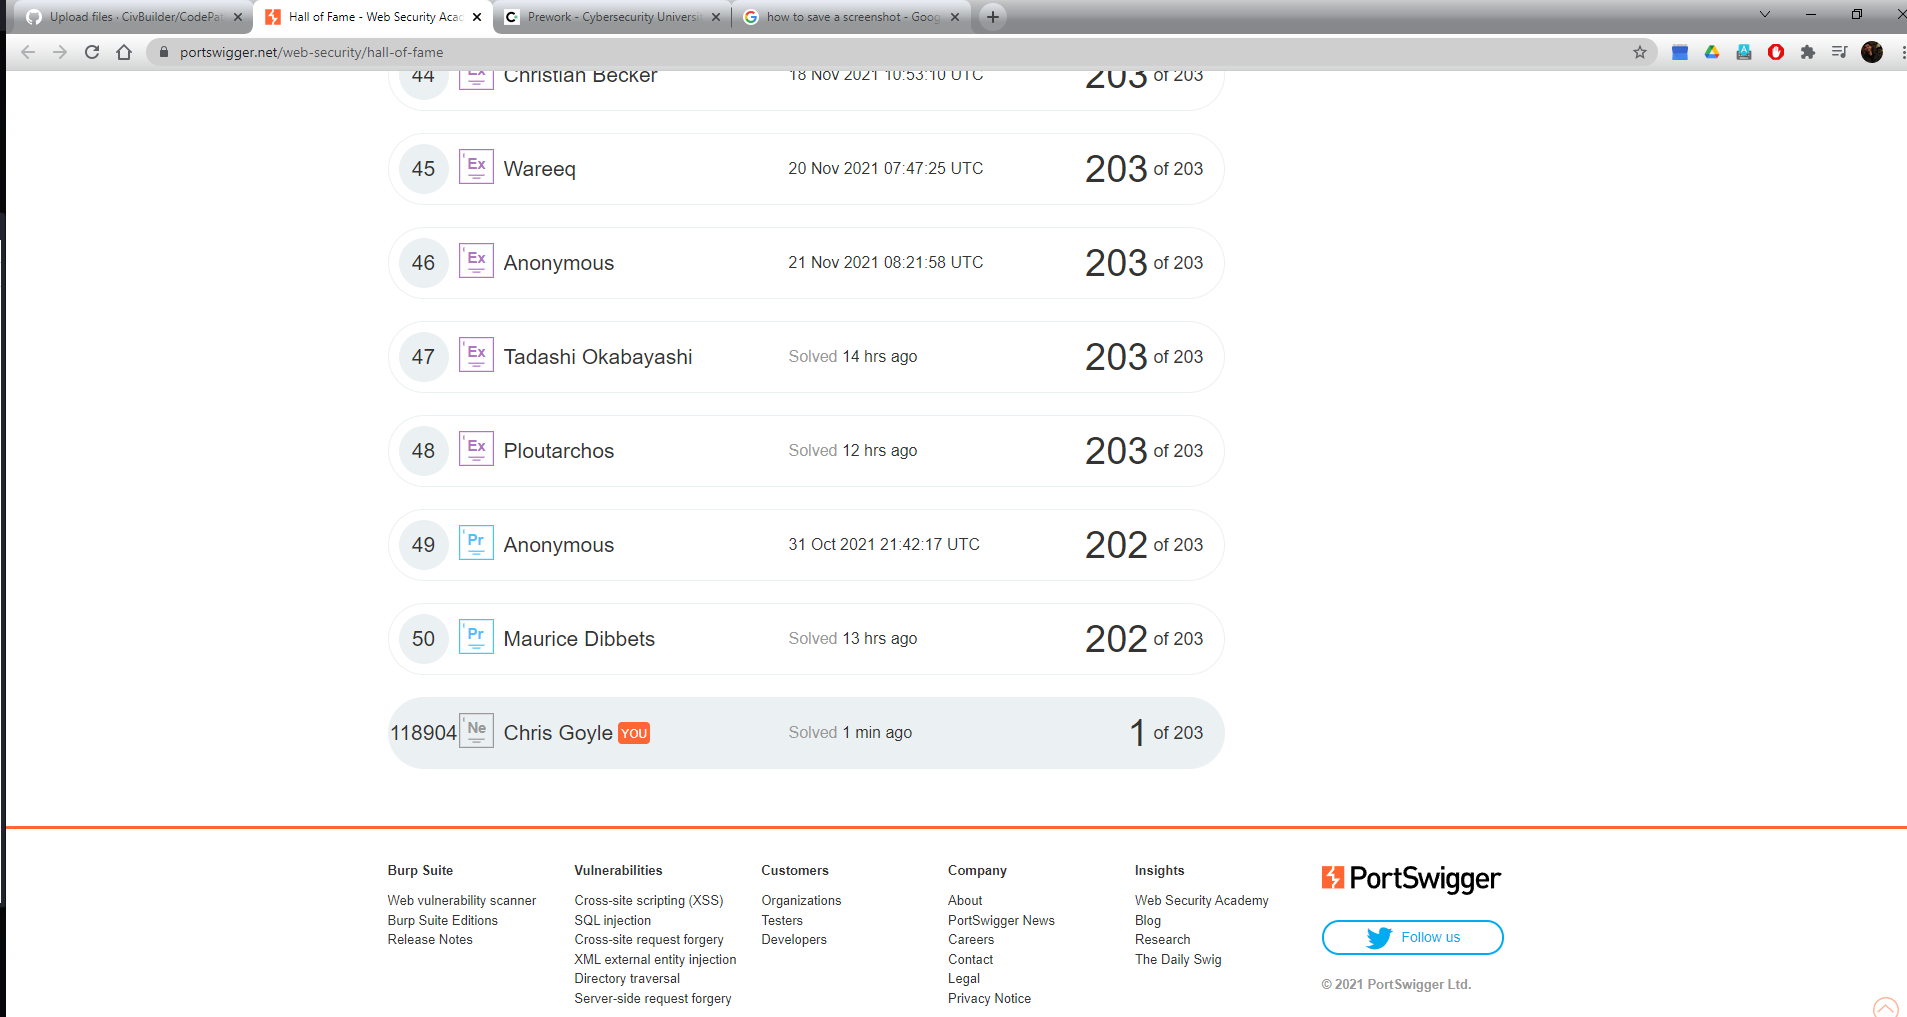 Upload files · CivBuilder/CodePat
Hall of Fame - Web Security Acad
Prework - Cybersecurity Universit
how to save a screenshot - Goog
portswigger.net/web-security/hall-of-fame
44 Ex Christian Becker 18 Nov 2021 10:53:10 UTC 203 of 203
45 Ex Wareeq 20 Nov 2021 07:47:25 UTC 203 of 203
46 Ex Anonymous 21 Nov 2021 08:21:58 UTC 203 of 203
47 Ex Tadashi Okabayashi Solved 14 hrs ago 203 of 203
48 Ex Ploutarchos Solved 12 hrs ago 203 of 203
49 Pr Anonymous 31 Oct 2021 21:42:17 UTC 202 of 203
50 Pr Maurice Dibbets Solved 13 hrs ago 202 of 203
118904 Ne Chris Goyle YOU Solved 1 min ago 1 of 203
Burp Suite
Web vulnerability scanner
Burp Suite Editions
Release Notes
Vulnerabilities
Cross-site scripting (XSS)
SQL injection
Cross-site request forgery
XML external entity injection
Directory traversal
Server-side request forgery
Customers
Organizations
Testers
Developers
Company
About
PortSwigger News
Careers
Contact
Legal
Privacy Notice
Insights
Web Security Academy
Blog
Research
The Daily Swig
PortSwigger
Follow us
© 2021 PortSwigger Ltd.